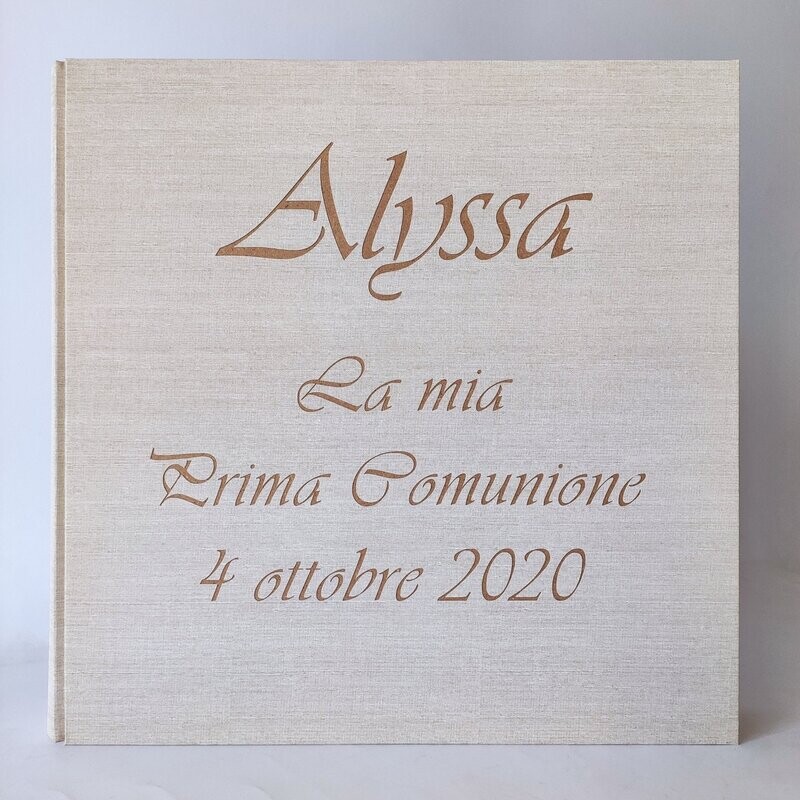 Alyssa
La mia
Prima Comunione
4 ottobre 2020